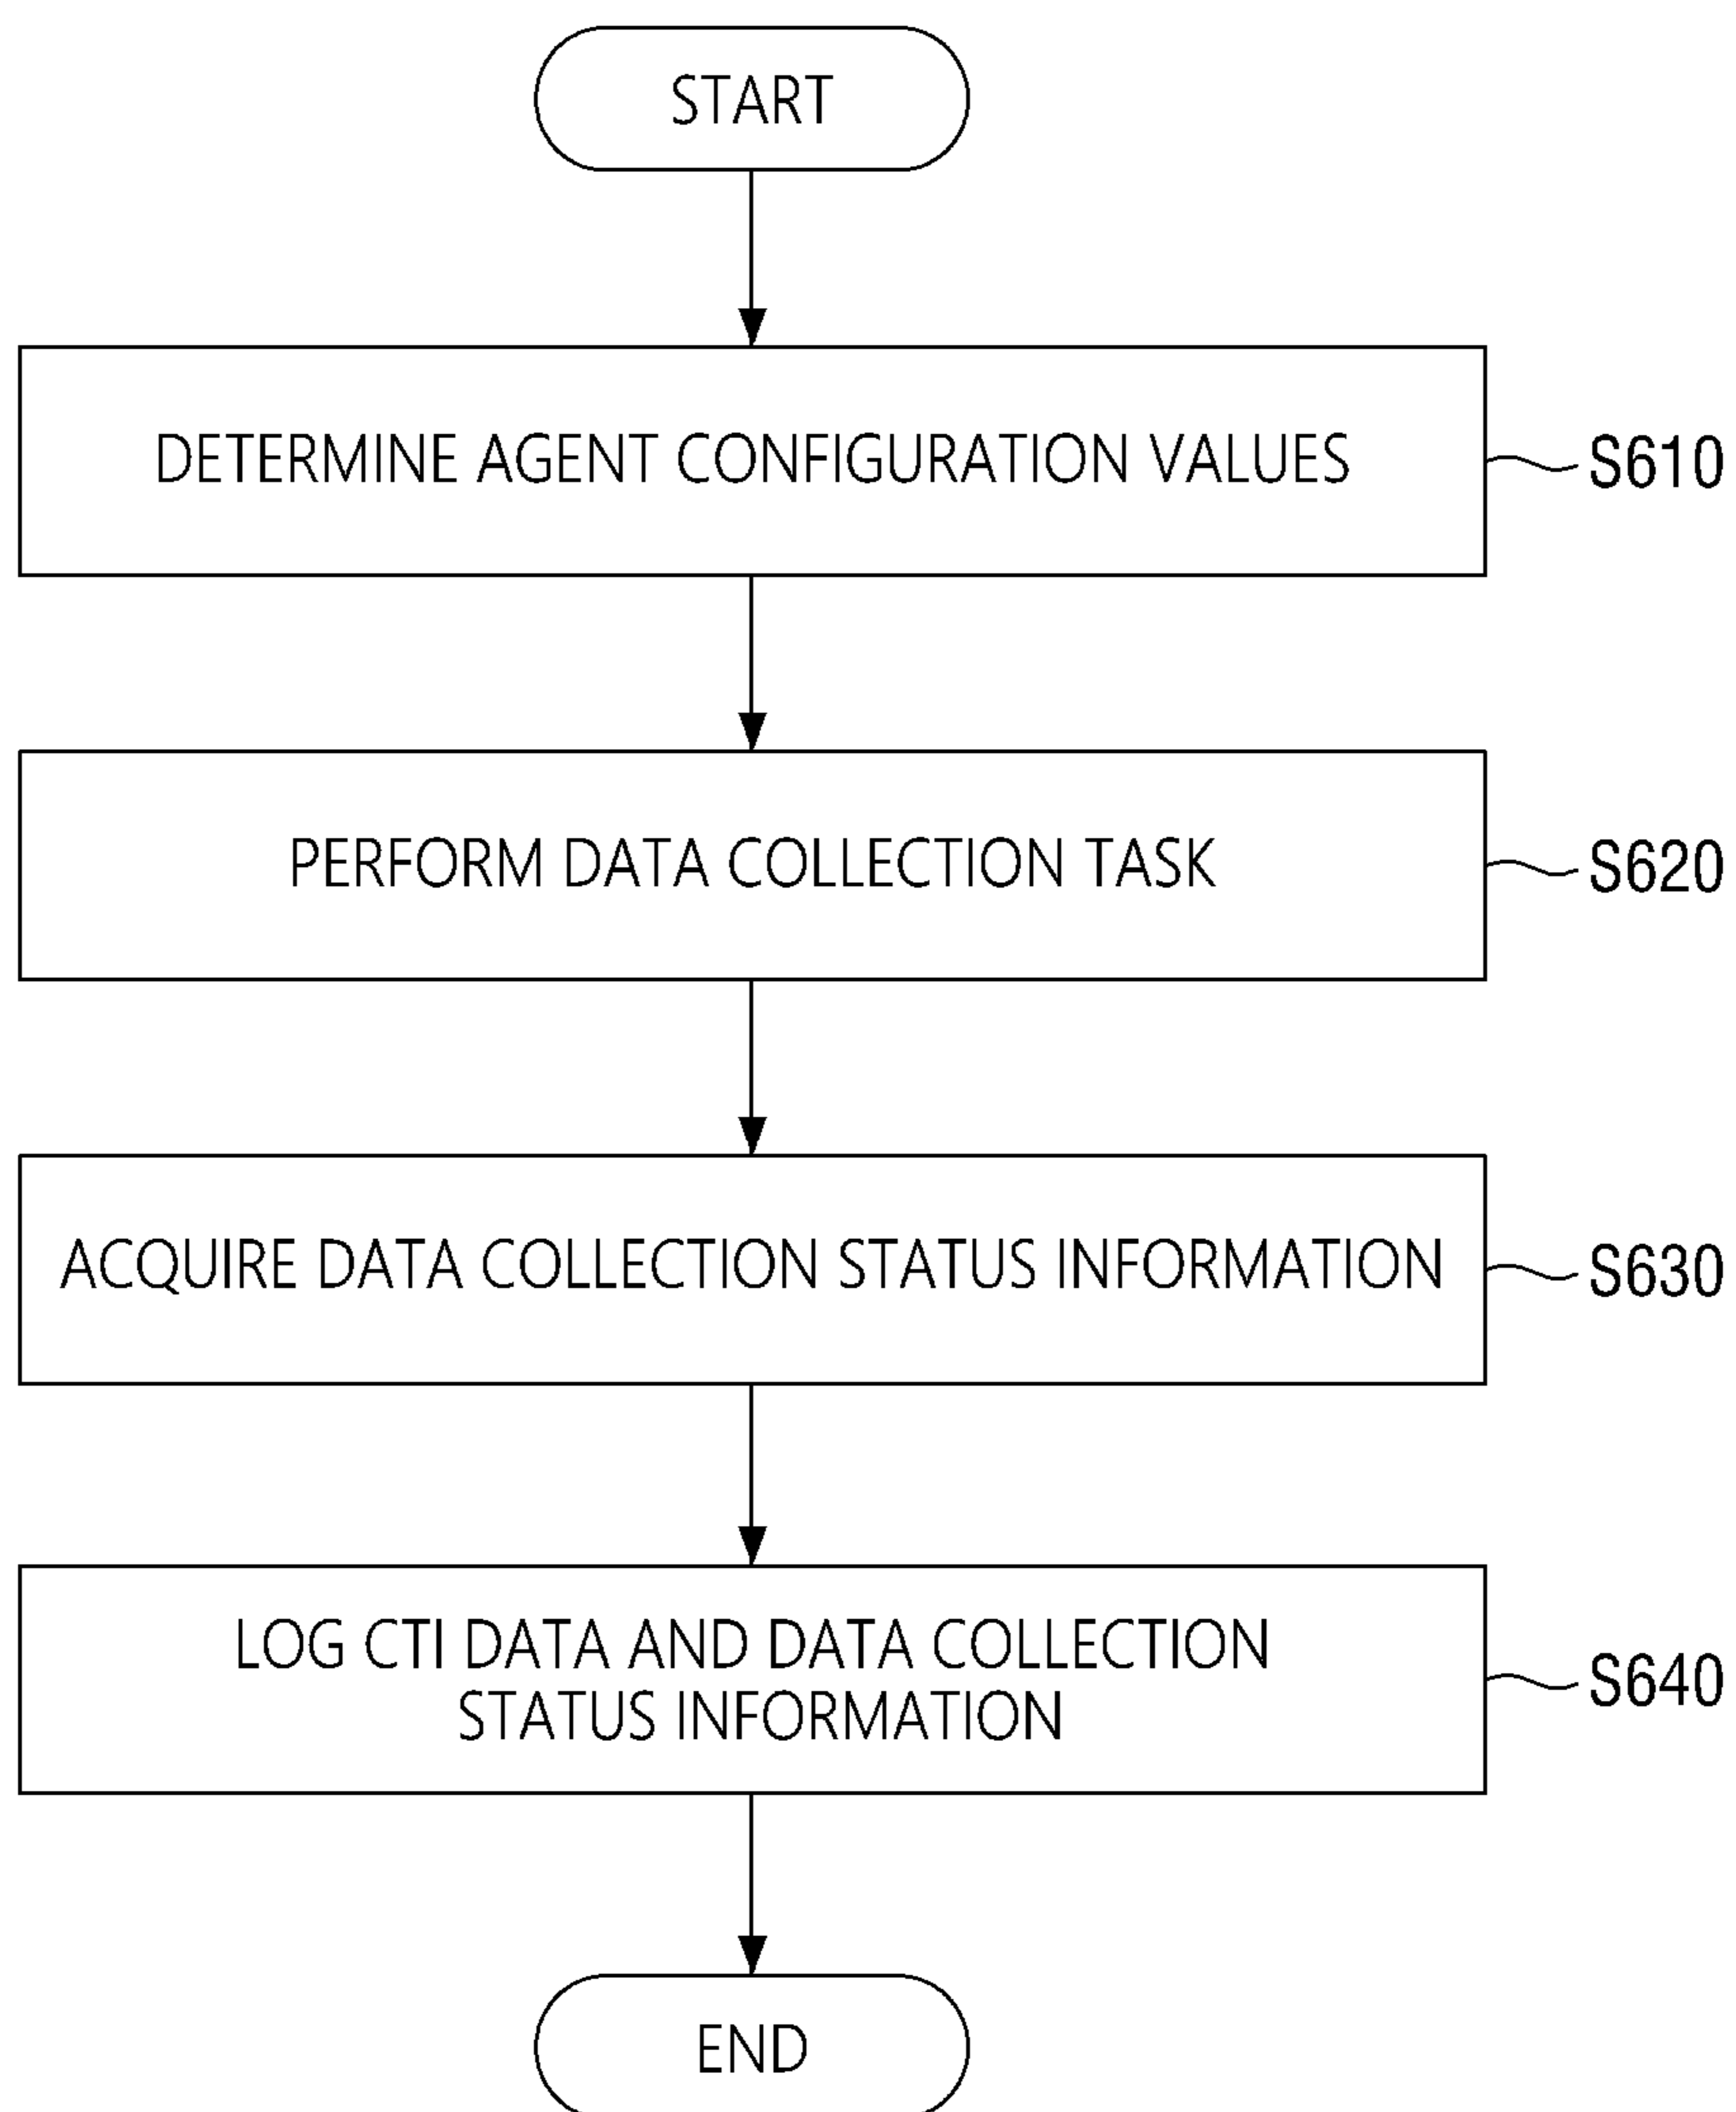 START
DETERMINE AGENT CONFIGURATION VALUES
S610
PERFORM DATA COLLECTION TASK
S620
ACQUIRE DATA COLLECTION STATUS INFORMATION
S630
LOG CTI DATA AND DATA COLLECTION
STATUS INFORMATION
S640
END